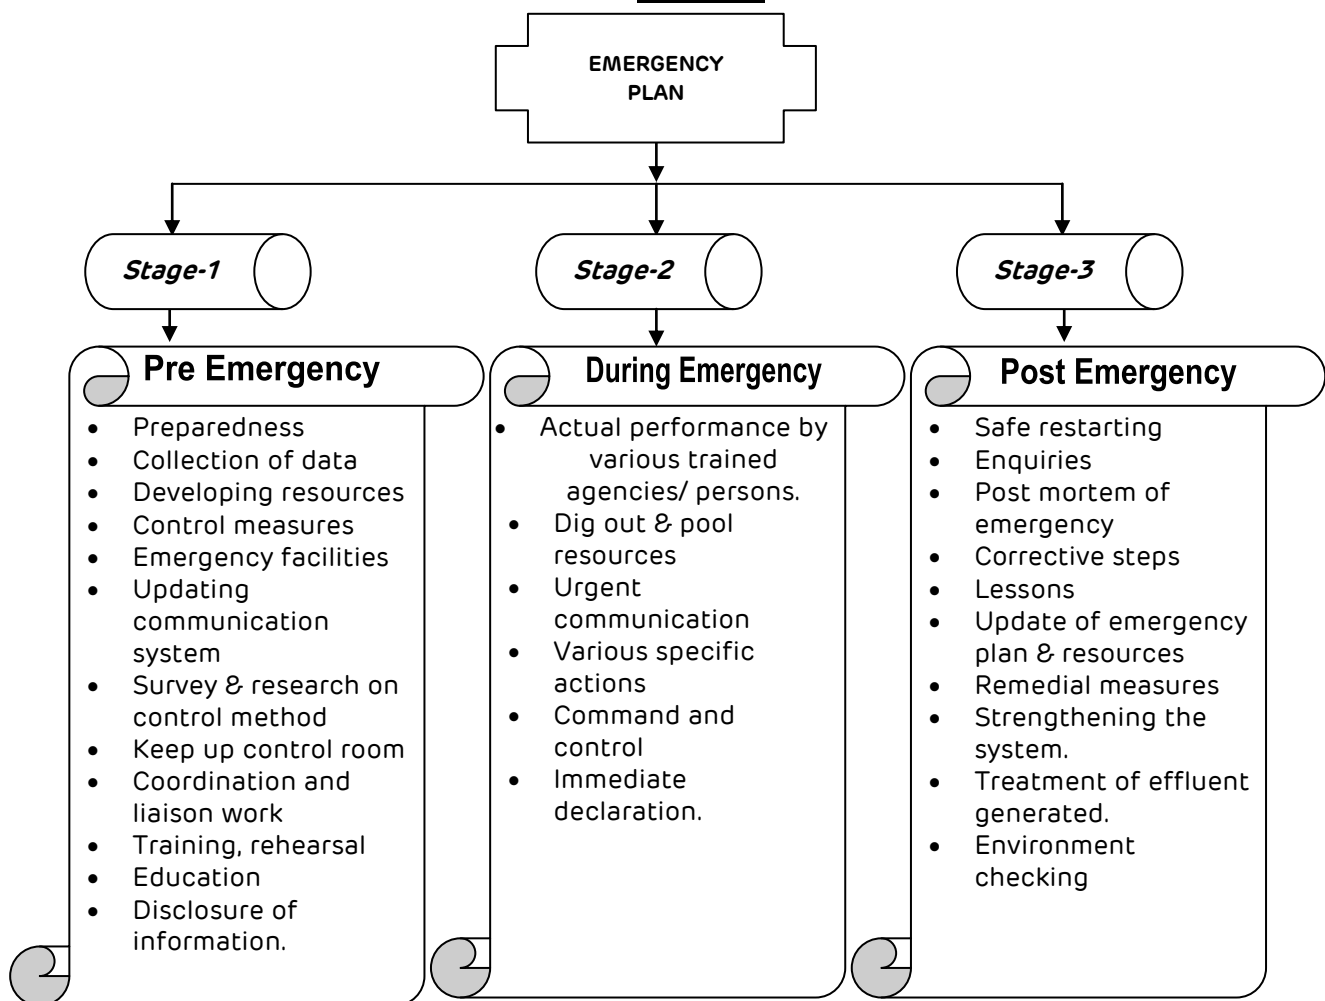 EMERGENCY
PLAN
Stage-1
Stage-2
Stage-3
Pre Emergency
• Preparedness
• Collection of data
• Developing resources
• Control measures
• Emergency facilities
• Updating
communication
system
• Survey & research on
control method
• Keep up control room
• Coordination and
liaison work
• Training, rehearsal
• Education
• Disclosure of
information.
During Emergency
• Actual performance by
various trained
agencies/ persons.
• Dig out & pool
resources
• Urgent
communication
• Various specific
actions
• Command and
control
• Immediate
declaration.
Post Emergency
• Safe restarting
• Enquiries
• Post mortem of
emergency
• Corrective steps
• Lessons
• Update of emergency
plan & resources
• Remedial measures
• Strengthening the
system.
• Treatment of effluent
generated.
• Environment
checking